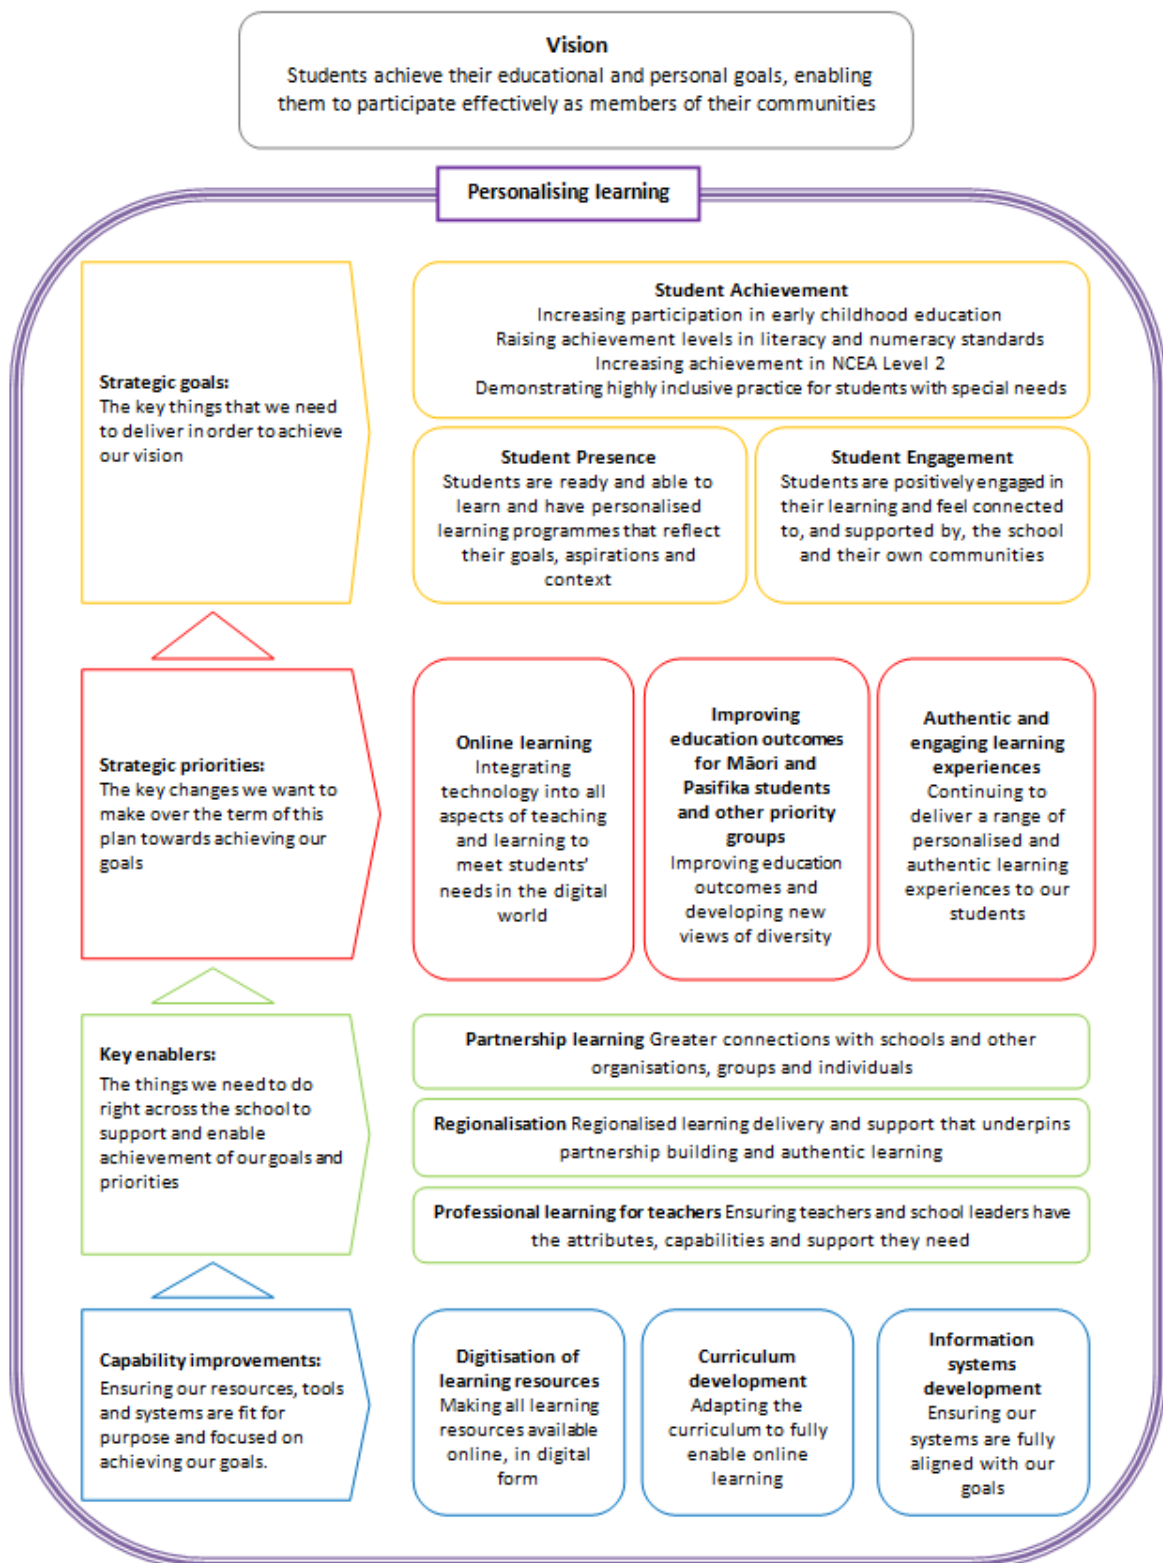 Vision
Students achieve their educational and personal goals, enabling
them to participate effectively as members of their communities
Personalising learning
Strategic goals:
The key things that we need
to deliver in order to achieve
our vision
Student Achievement
Increasing participation in early childhood education
Raising achievement levels in literacy and numeracy standards
Increasing achievement in NCEA Level 2
Demonstrating highly inclusive practice for students with special needs
Student Presence
Students are ready and able to
learn and have personalised
learning programmes that reflect
their goals, aspirations and
context
Student Engagement
Students are positively engaged in
their learning and feel connected
to, and supported by, the school
and their own communities
Strategic priorities:
The key changes we want to
make over the term of this
plan towards achieving our
goals
Online learning
Integrating
technology into all
aspects of teaching
and learning to
meet students'
needs in the digital
world
Improving
education outcomes
for Māori and
Pasifika students
and other priority
groups
Improving education
outcomes and
developing new
views of diversity
Authentic and
engaging learning
experiences
Continuing to
deliver a range of
personalised and
authentic learning
experiences to our
students
Key enablers:
The things we need to do
right across the school to
support and enable
achievement of our goals and
priorities
Partnership learning Greater connections with schools and other
organisations, groups and individuals
Regionalisation Regionalised learning delivery and support that underpins
partnership building and authentic learning
Professional learning for teachers Ensuring teachers and school leaders have
the attributes, capabilities and support they need
Capability improvements:
Ensuring our resources, tools
and systems are fit for
purpose and focused on
achieving our goals.
Digitisation of
learning resources
Making all learning
resources available
online, in digital
form
Curriculum
development
Adapting the
curriculum to fully
enable online
learning
Information
systems
development
Ensuring our
systems are fully
aligned with our
goals